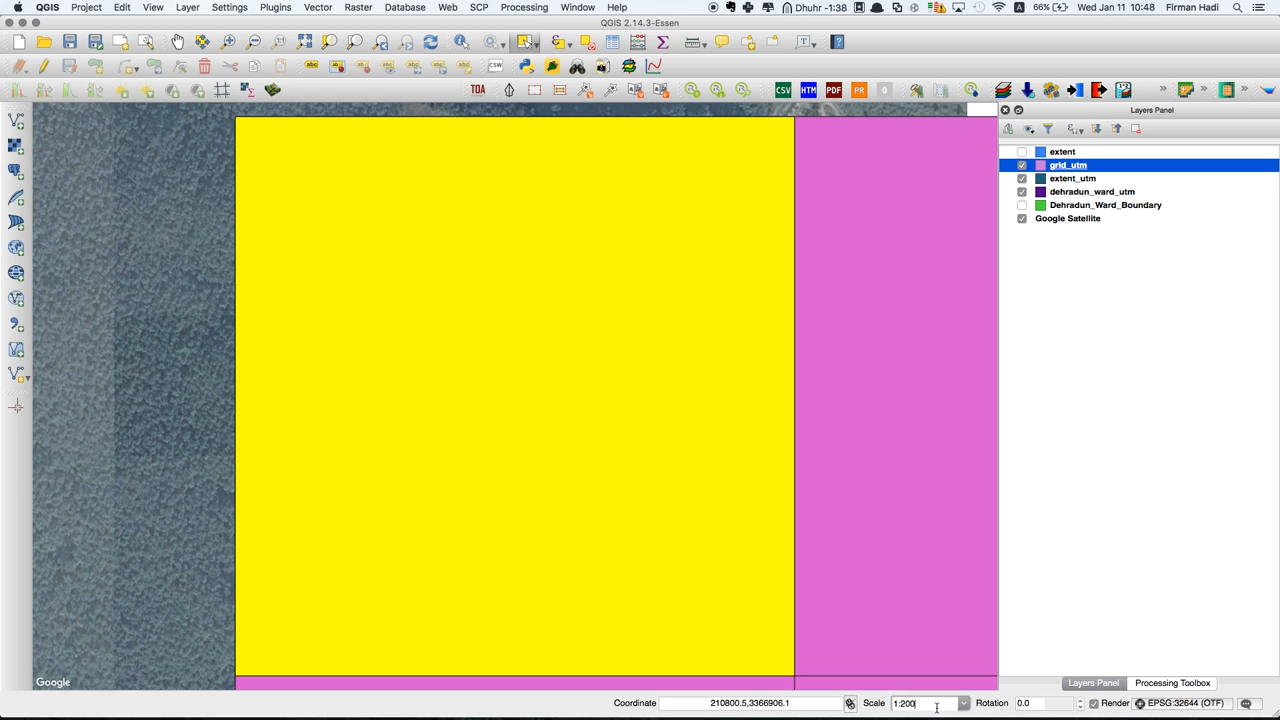 QGIS Project Edit View Layer Settings Plugins Vector Raster Database Web SCP Processing Window Help Dhuhr -1:38 66% Wed Jan 11 10:48 Firman Hadi
QGIS 2.14.3-Essen
CSW
TOA CSV HTM PDF PR 0
Layers Panel
extent
grid_utm
extent_utm
dehradun_ward_utm
Dehradun_Ward_Boundary
Google Satellite
Google
Layers Panel Processing Toolbox
Coordinate 210800.5,3366906.1 Scale 1:200 Rotation 0.0 Render EPSG:32644 (OTF)